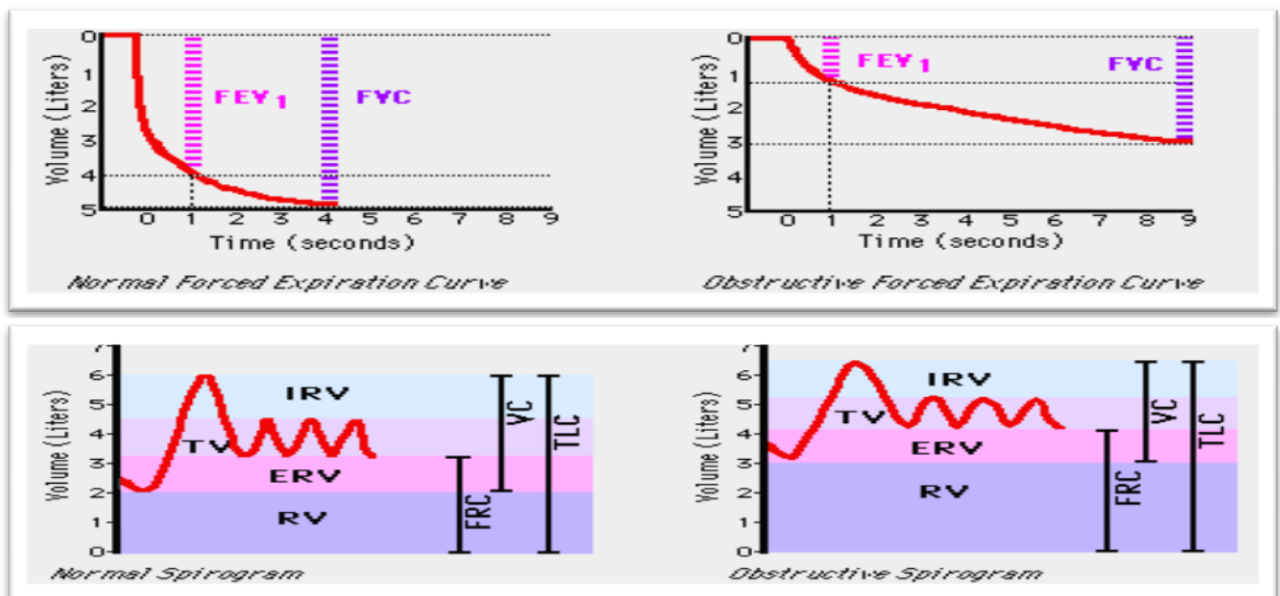 0
1
2
3
4
5
Volume (Liters)
FEV 1
FVC
0 1 2 3 4 5 6 7 8 9
Time (seconds)
Normal Forced Expiration Curve
0
1
2
3
4
5
Volume (Liters)
FEV 1
FVC
0 1 2 3 4 5 6 7 8 9
Time (seconds)
Obstructive Forced Expiration Curve
7
6
5
4
3
2
1
0
Volume (Liters)
IRV
TV
ERV
RV
FRC
VC
TLC
Normal Spirogram
7
6
5
4
3
2
1
0
Volume (Liters)
IRV
TV
ERV
RV
FRC
VC
TLC
Obstructive Spirogram